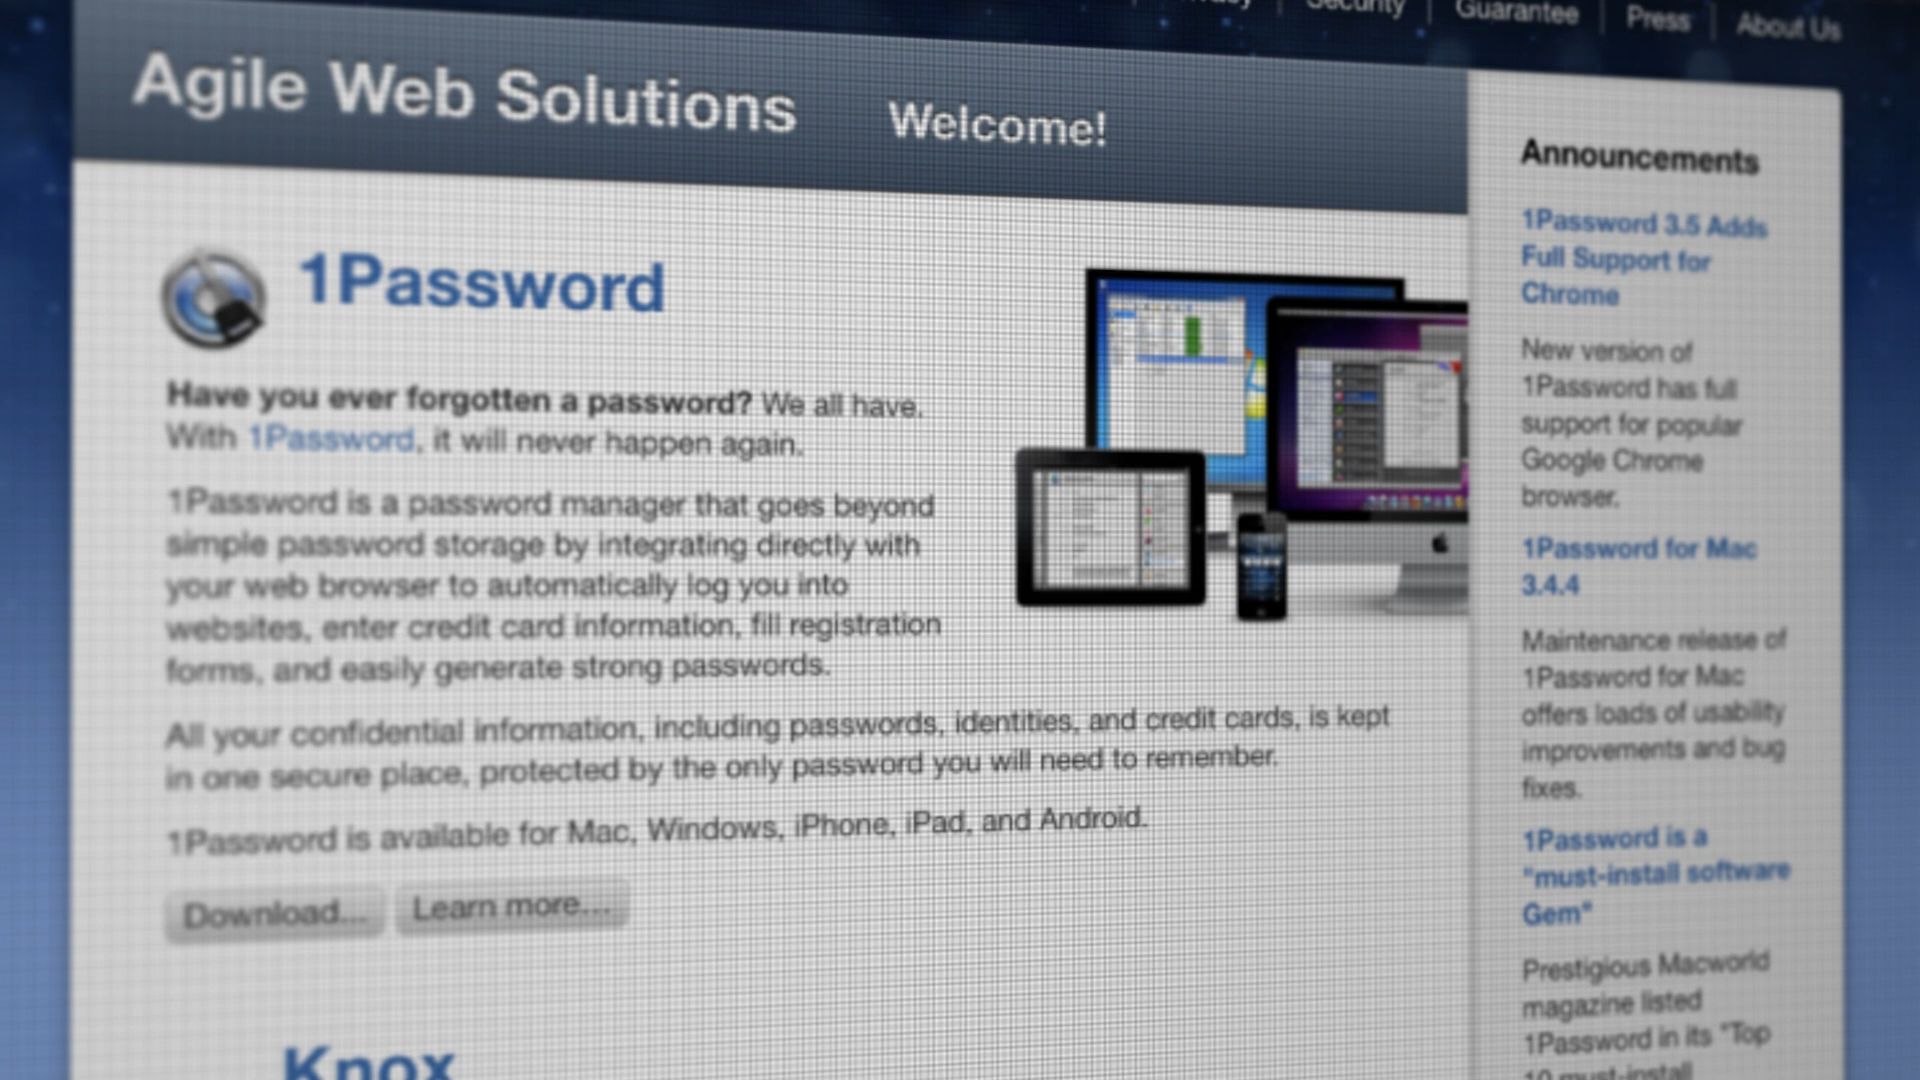 Security
Guarantee
Press
About Us
Agile Web Solutions
Welcome!
1Password
Have you ever forgotten a password? We all have.
With 1Password, it will never happen again.
1Password is a password manager that goes beyond
simple password storage by integrating directly with
your web browser to automatically log you into
websites, enter credit card information, fill registration
forms, and easily generate strong passwords.
All your confidential information, including passwords, identities, and credit cards, is kept
in one secure place, protected by the only password you will need to remember.
1Password is available for Mac, Windows, iPhone, iPad, and Android.
Download...
Learn more...
Knox
Announcements
1Password 3.5 Adds
Full Support for
Chrome
New version of
1Password has full
support for popular
Google Chrome
browser.
1Password for Mac
3.4.4
Maintenance release of
1Password for Mac
offers loads of usability
improvements and bug
fixes.
1Password is a
"must-install software
Gem"
Prestigious Macworld
magazine listed
1Password in its "Top
10 must-install